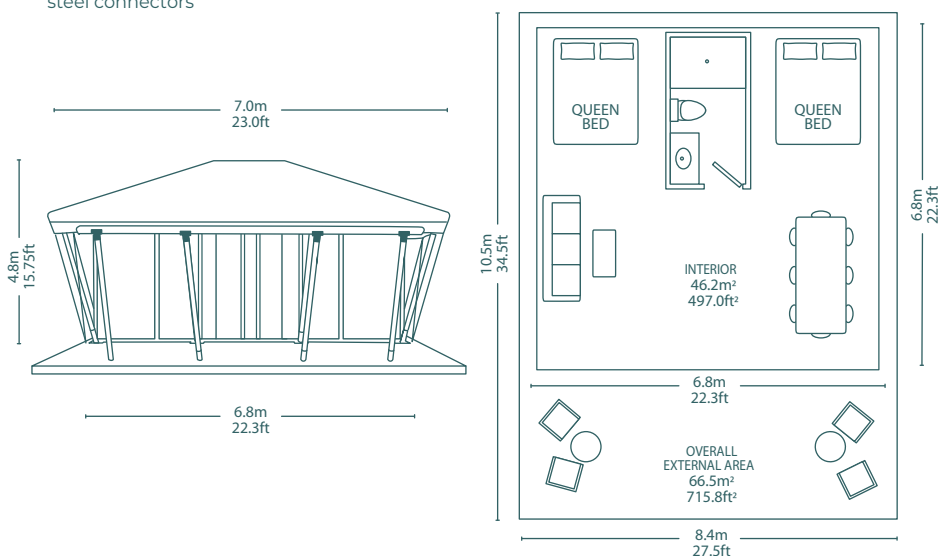 steel connectors
7.0m
23.0ft
4.8m
15.75ft
6.8m
22.3ft
10.5m
34.5ft
QUEEN
BED
QUEEN
BED
6.8m
22.3ft
INTERIOR
46.2m²
497.0ft²
6.8m
22.3ft
OVERALL
EXTERNAL AREA
66.5m²
715.8ft²
8.4m
27.5ft